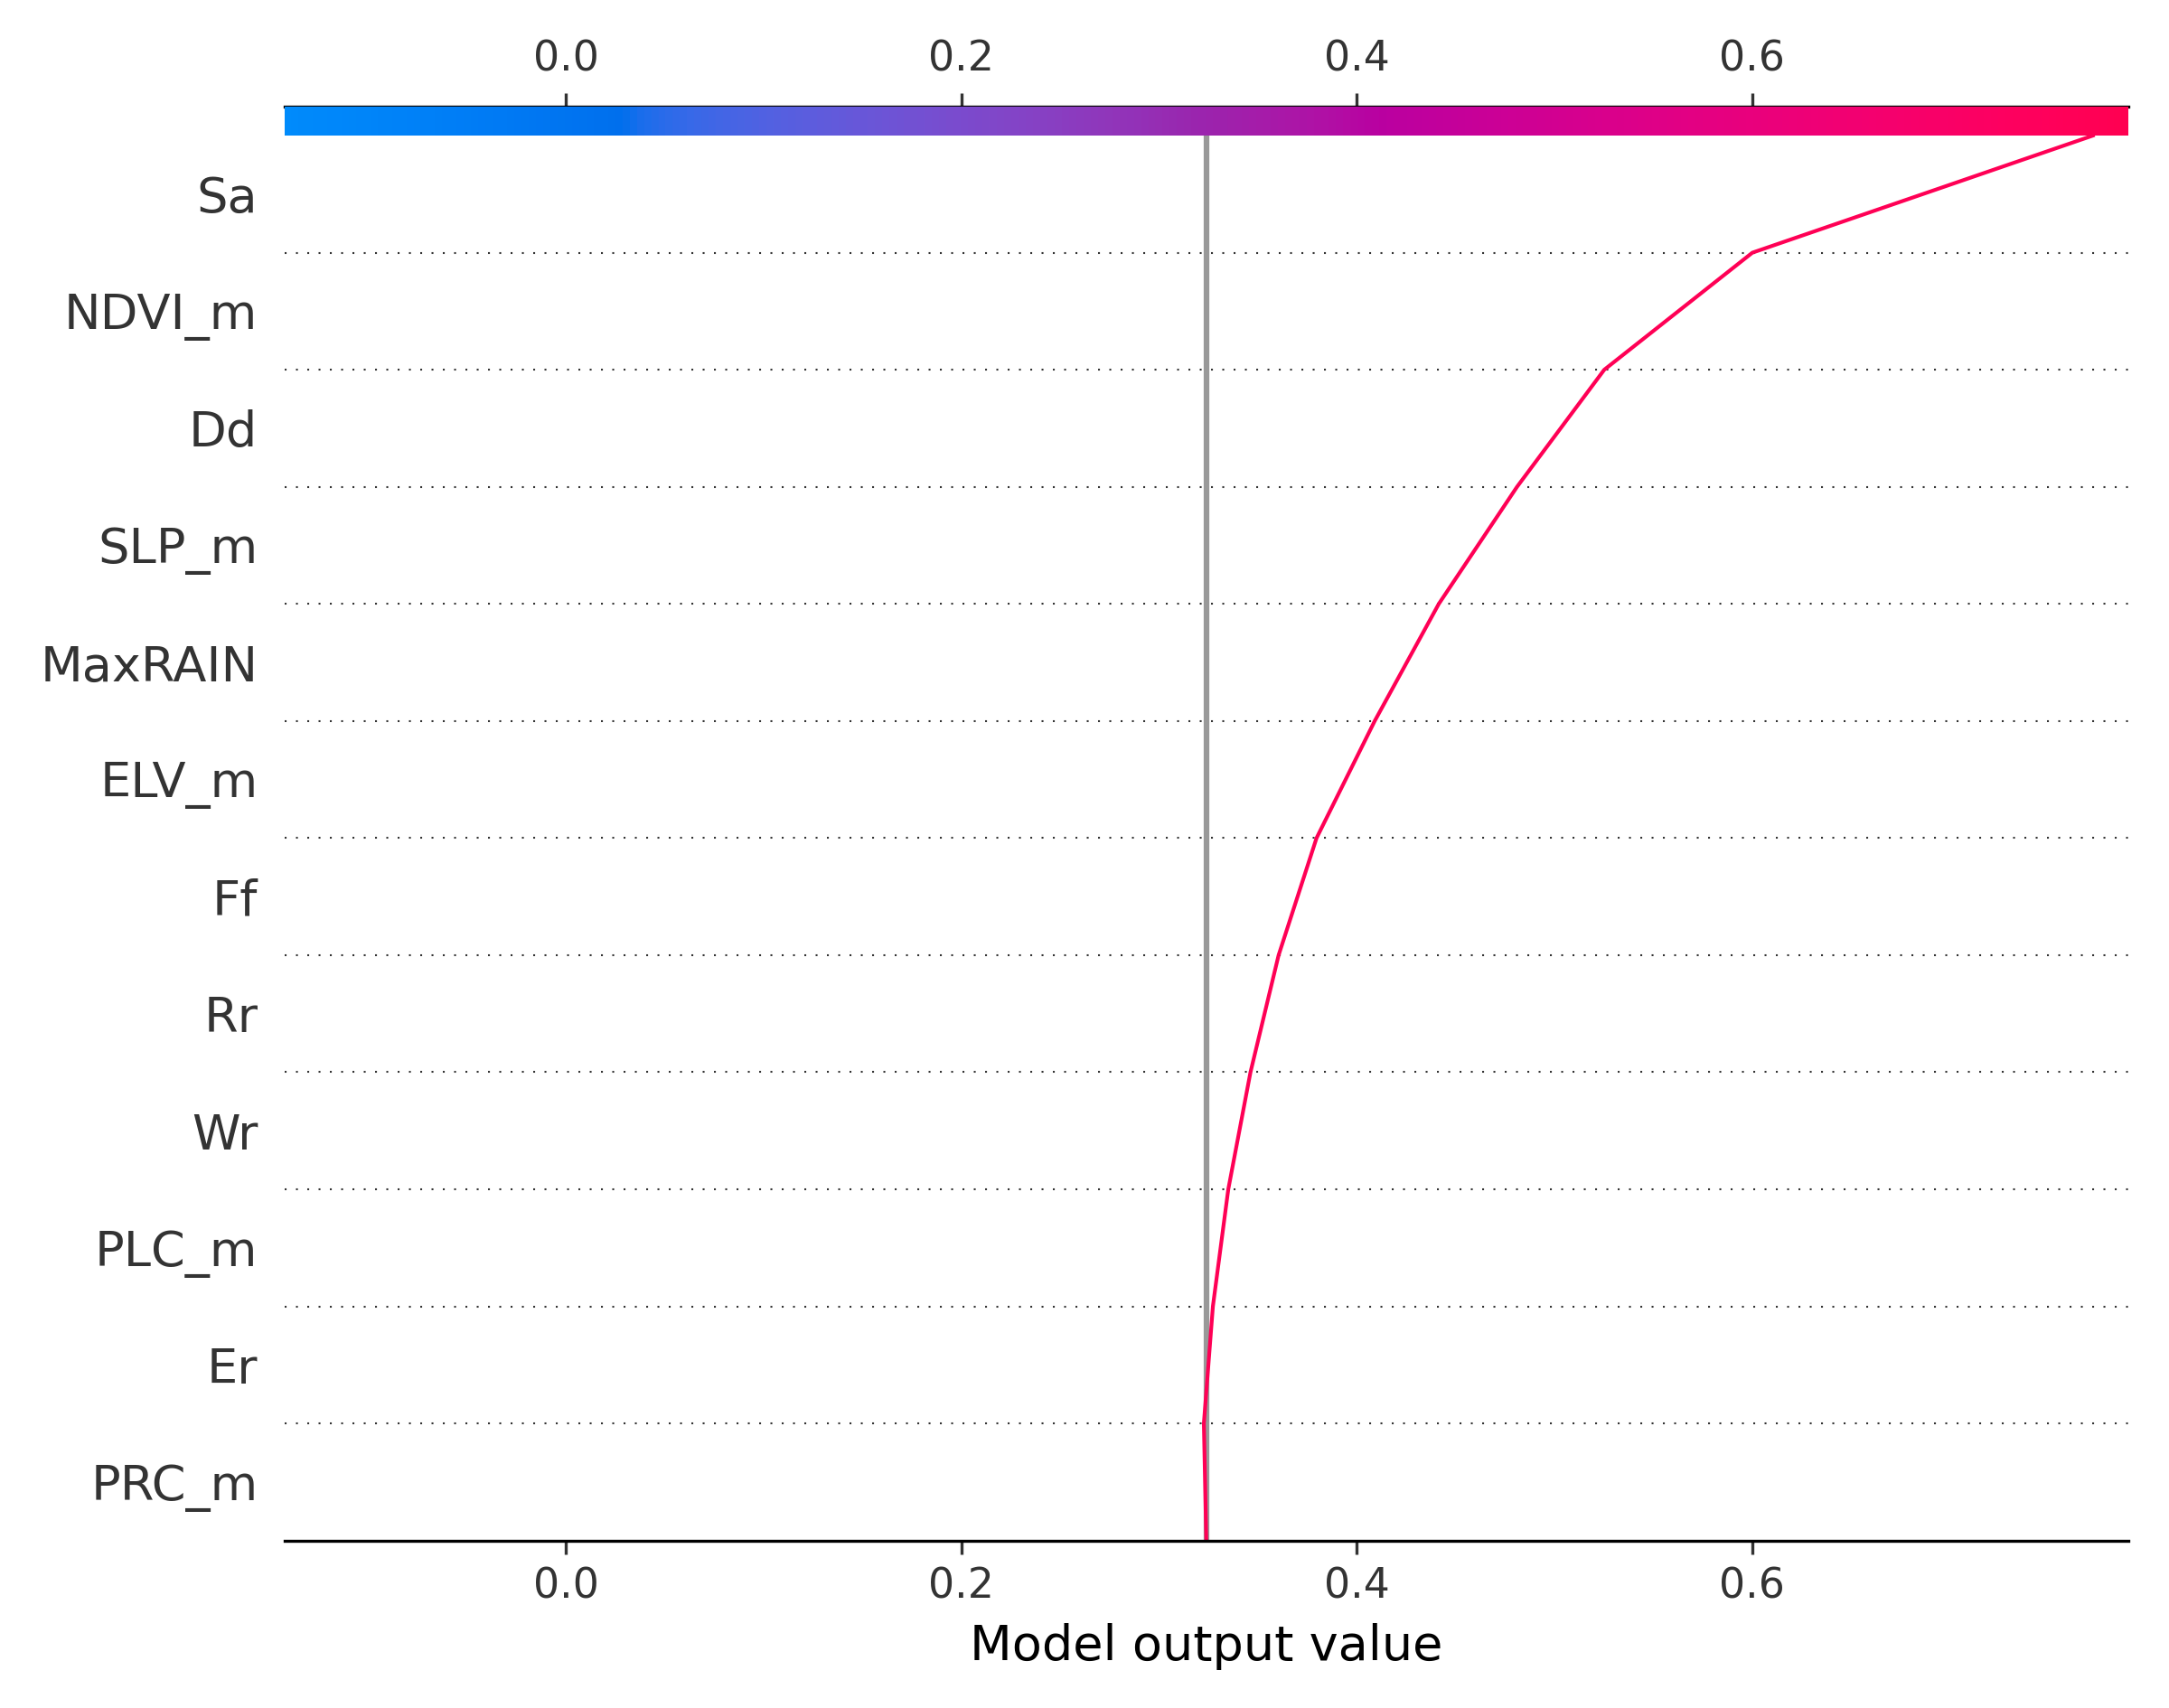 0.0 0.2 0.4 0.6
Sa
NDVI_m
Dd
SLP_m
MaxRAIN
ELV_m
Ff
Rr
Wr
PLC_m
Er
PRC_m
0.0 0.2 0.4 0.6
Model output value